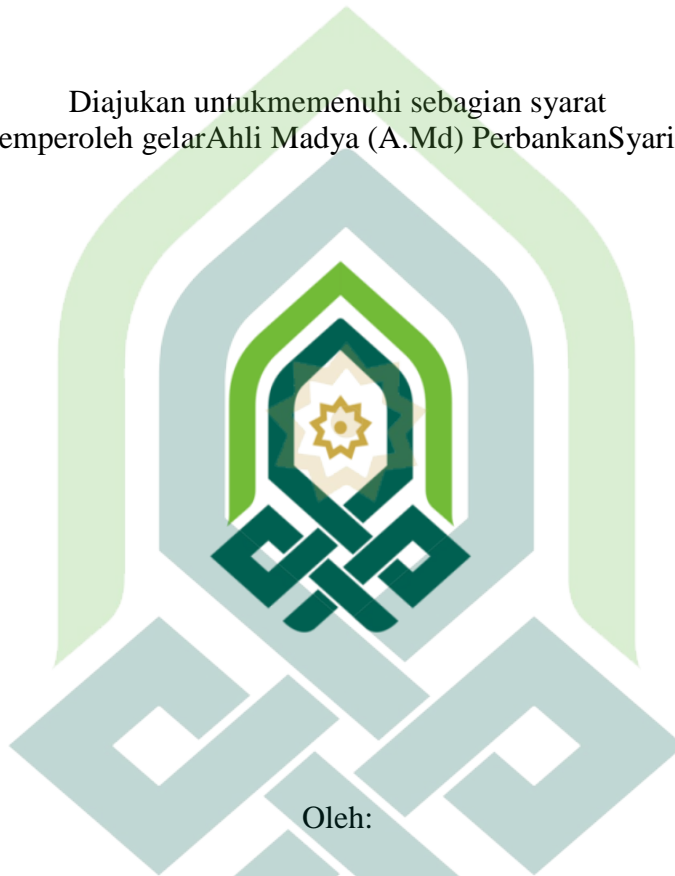 Diajukan untukmemenuhi sebagian syarat
emperoleh gelarAhli Madya (A.Md) PerbankanSyari
Oleh: